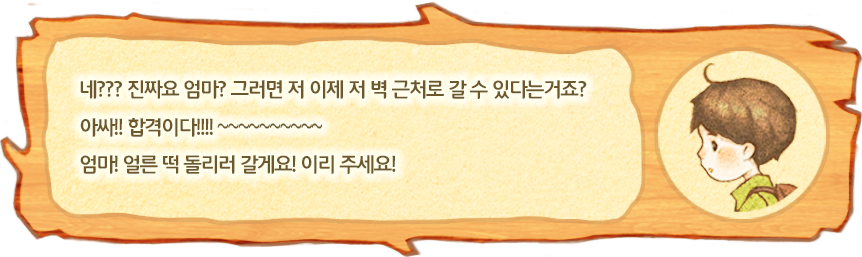 네??? 진짜요 엄마? 그러면 저 이제 저 벽 근처로 갈 수 있다는거죠?
아싸!! 합격이다!!!! ~~~~~~~~~~
엄마! 얼른 떡 돌리러 갈게요! 이리 주세요!